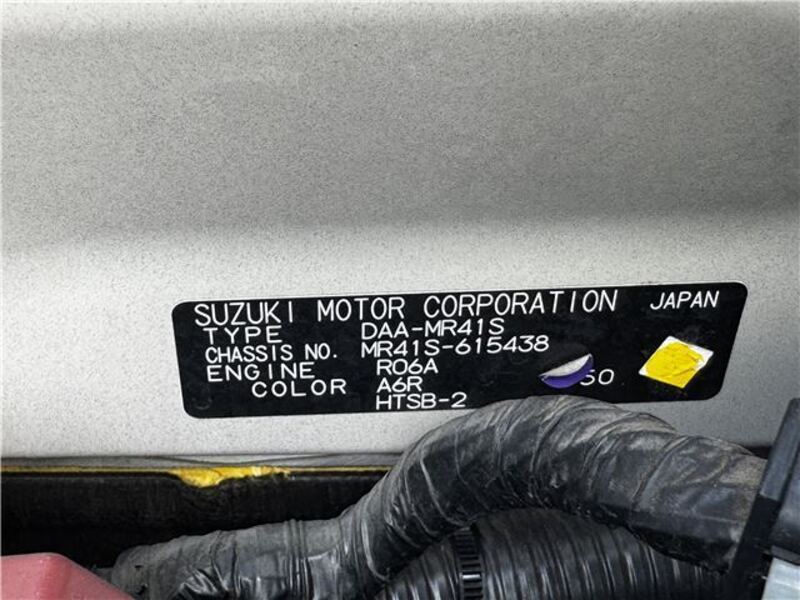 SUZUKI MOTOR CORPORATION JAPAN
TYPE DAA-MR41S
CHASSIS NO. MR41S-615438
ENGINE R06A
COLOR A6R
HTSB-2